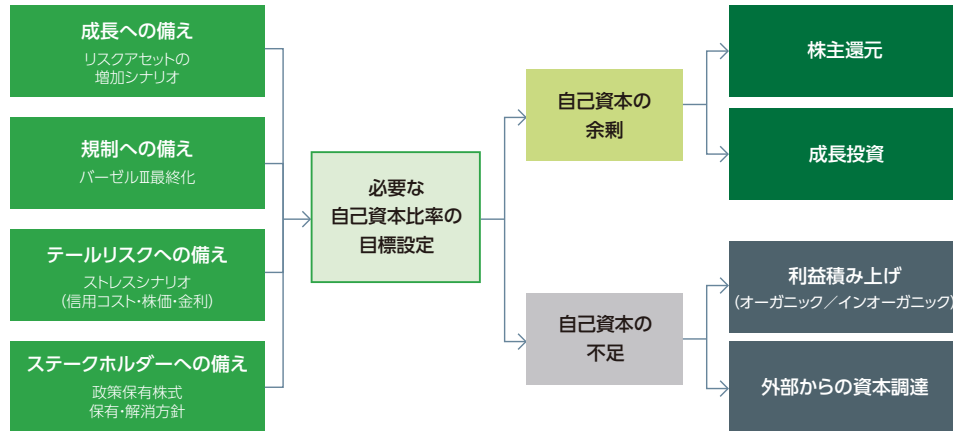 成長への備え
リスクアセットの
増加シナリオ
規制への備え
バーゼルⅢ最終化
テールリスクへの備え
ストレスシナリオ
(信用コスト・株価・金利)
ステークホルダーへの備え
政策保有株式
保有・解消方針
必要な
自己資本比率の
目標設定
自己資本の
余剰
自己資本の
不足
株主還元
成長投資
利益積み上げ
(オーガニック／インオーガニック)
外部からの資本調達